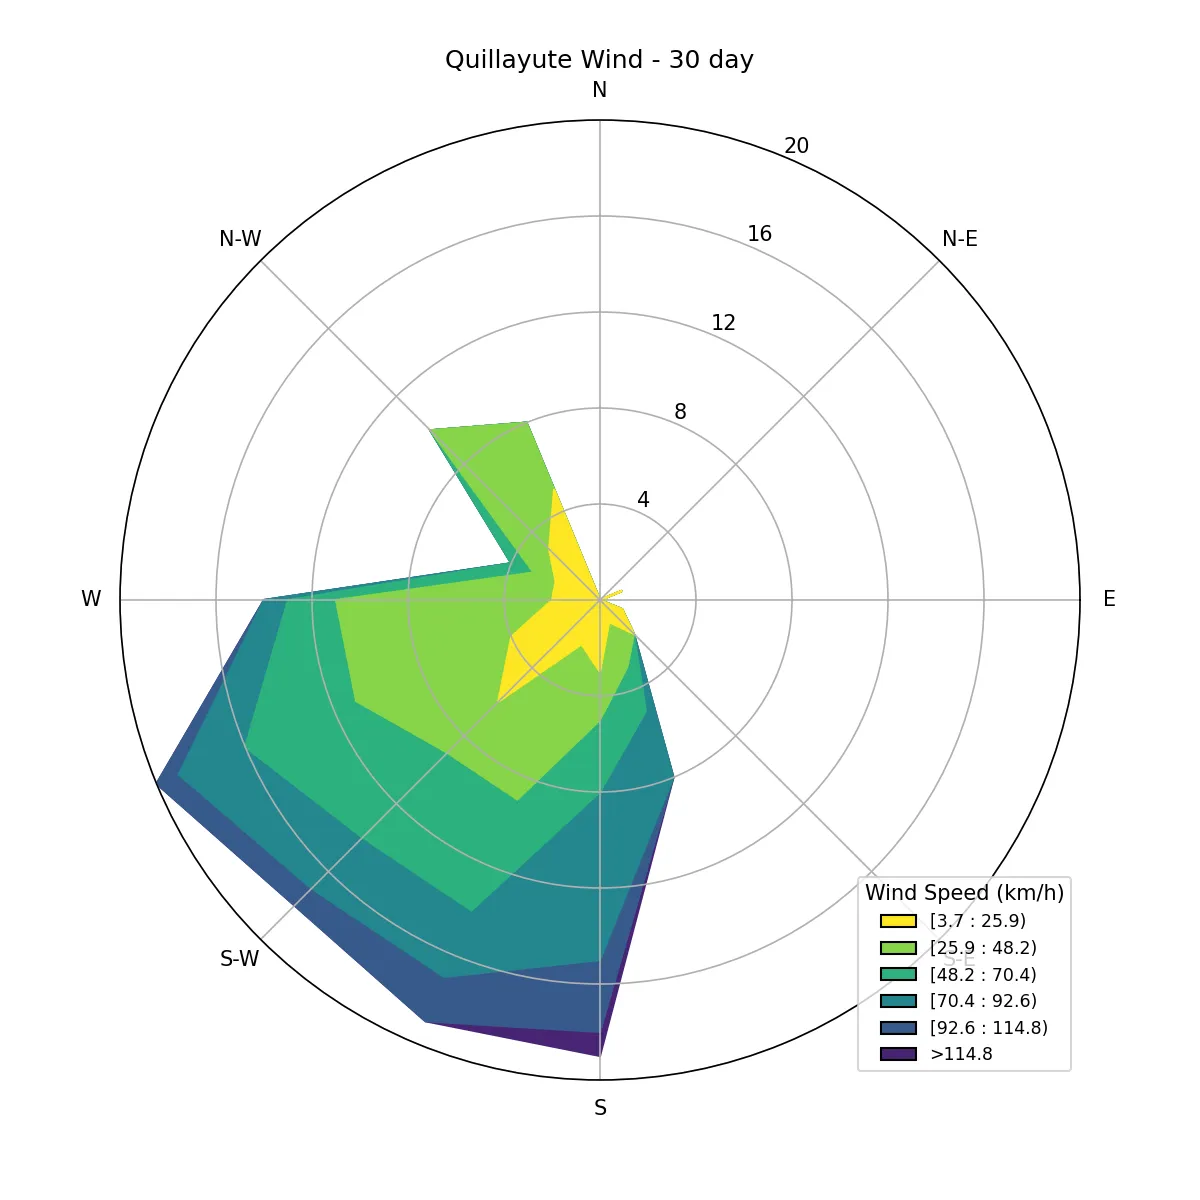 Quillayute Wind - 30 day
N
20
N-W
16
N-E
12
8
4
W
E
S-W
S-E
S
Wind Speed (km/h)
[3.7 : 25.9)
[25.9 : 48.2)
[48.2 : 70.4)
[70.4 : 92.6)
[92.6 : 114.8)
>114.8